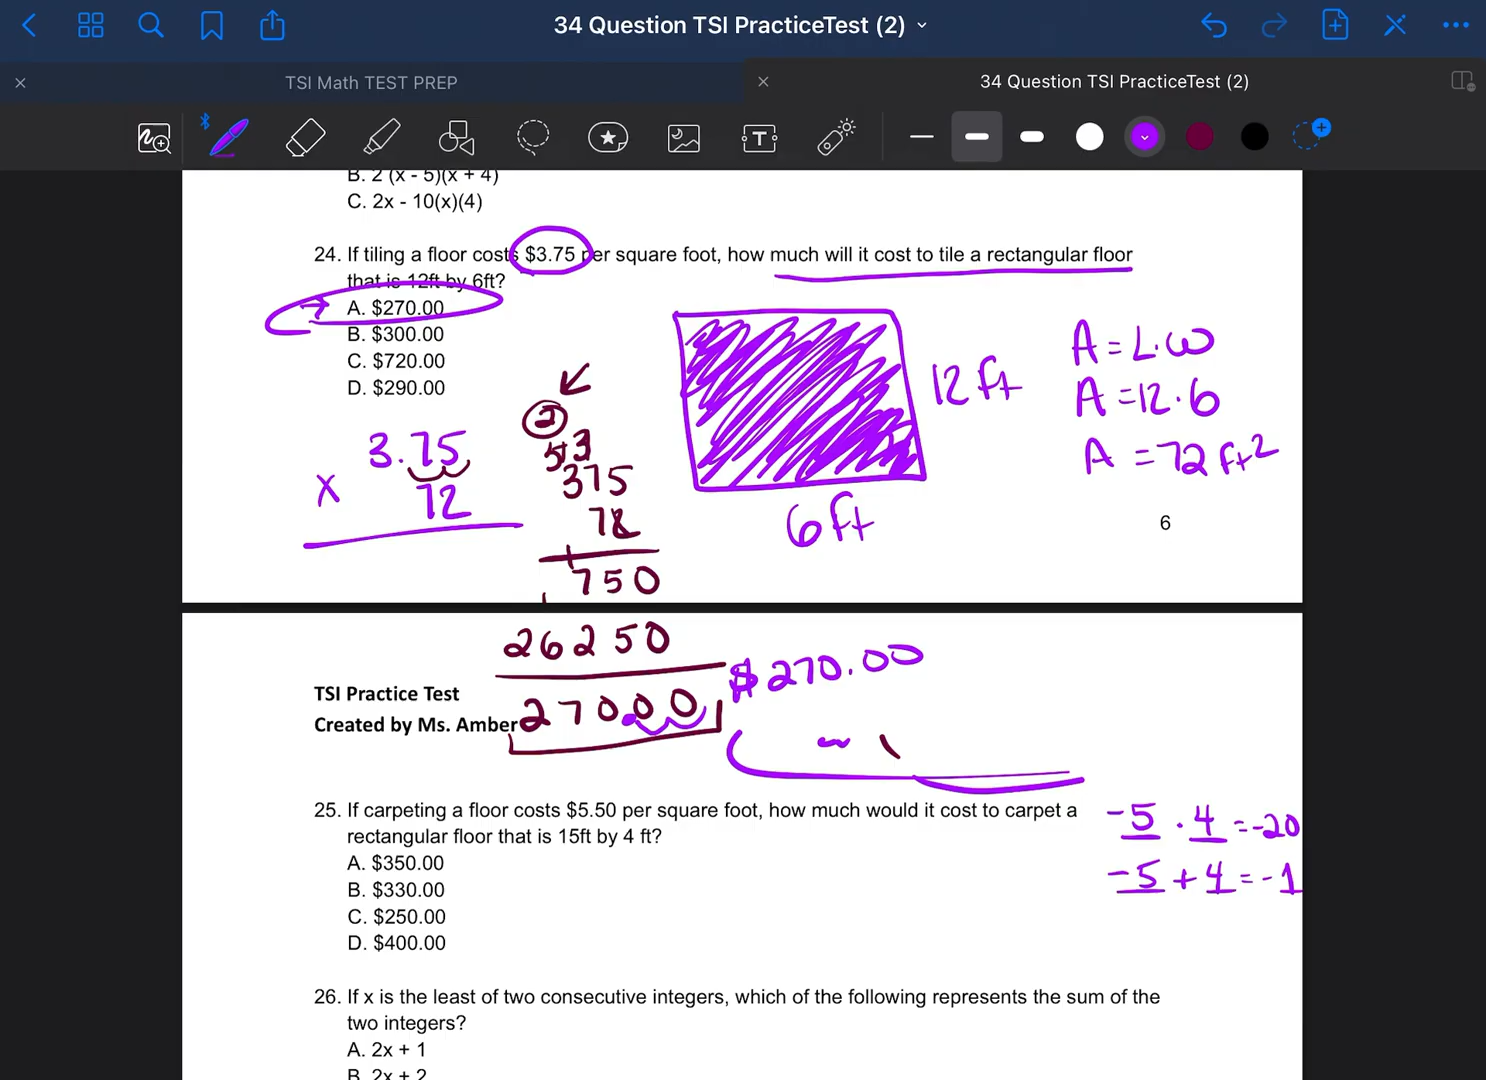 34 Question TSI PracticeTest (2)
TSI Math TEST PREP
34 Question TSI PracticeTest (2)
B. 2 (x - 5)(x + 4)
C. 2x - 10(x)(4)
24. If tiling a floor costs $3.75 per square foot, how much will it cost to tile a rectangular floor
that is 12ft by 6ft?
A. $270.00
B. $300.00
C. $720.00
D. $290.00
12 ft
6 ft
A = L.W
A = 12.6
A = 72 ft2
3.75
x 72
2
53
375
72
750
26250
27000
$270.00
6
TSI Practice Test
Created by Ms. Amber
25. If carpeting a floor costs $5.50 per square foot, how much would it cost to carpet a
rectangular floor that is 15ft by 4 ft?
A. $350.00
B. $330.00
C. $250.00
D. $400.00
-5 . 4 = -20
-5 + 4 = -1
26. If x is the least of two consecutive integers, which of the following represents the sum of the
two integers?
A. 2x + 1
B. 2x + 2